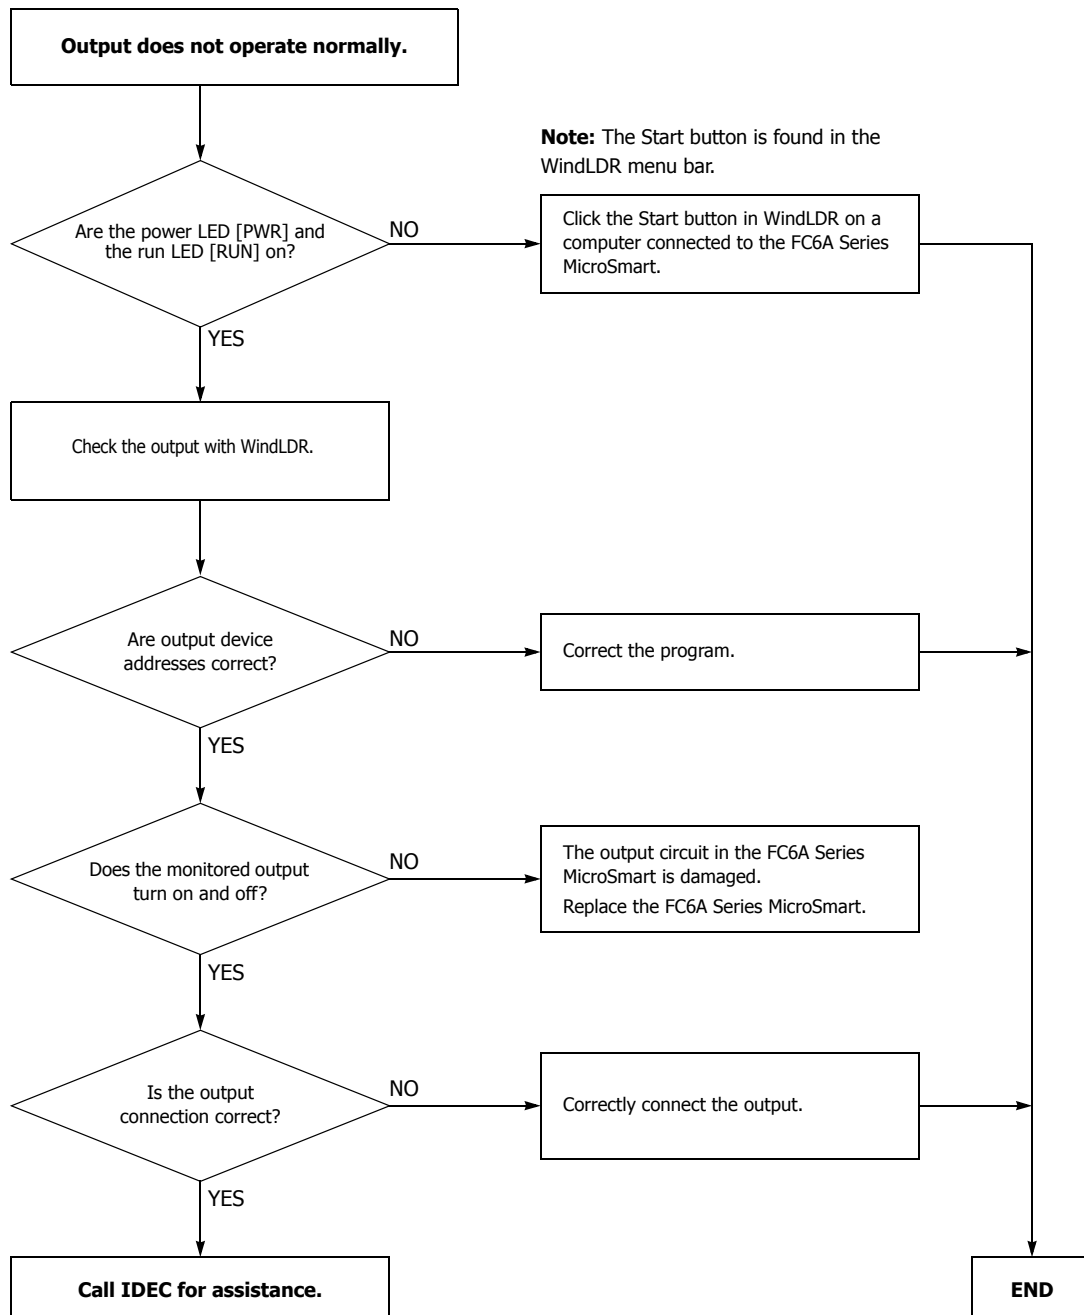 Output does not operate normally.
Note: The Start button is found in the
WindLDR menu bar.
Are the power LED [PWR] and
the run LED [RUN] on?
NO
Click the Start button in WindLDR on a
computer connected to the FC6A Series
MicroSmart.
YES
Check the output with WindLDR.
Are output device
addresses correct?
NO
Correct the program.
YES
Does the monitored output
turn on and off?
NO
The output circuit in the FC6A Series
MicroSmart is damaged.
Replace the FC6A Series MicroSmart.
YES
Is the output
connection correct?
NO
Correctly connect the output.
YES
Call IDEC for assistance.
END